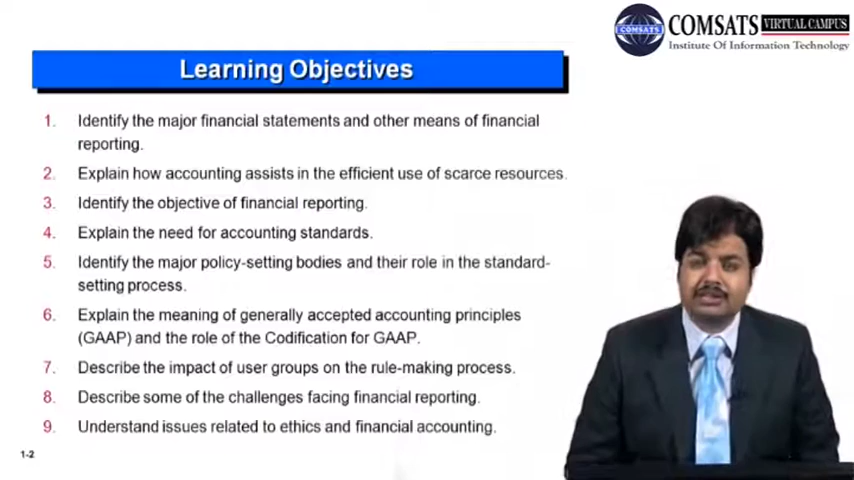 COMSATS VIRTUAL CAMPUS
Institute Of Information Technology
COMSATS
Learning Objectives
1. Identify the major financial statements and other means of financial
reporting.
2. Explain how accounting assists in the efficient use of scarce resources.
3. Identify the objective of financial reporting.
4. Explain the need for accounting standards.
5. Identify the major policy-setting bodies and their role in the standard-
setting process.
6. Explain the meaning of generally accepted accounting principles
(GAAP) and the role of the Codification for GAAP.
7. Describe the impact of user groups on the rule-making process.
8. Describe some of the challenges facing financial reporting.
9. Understand issues related to ethics and financial accounting.
1-2